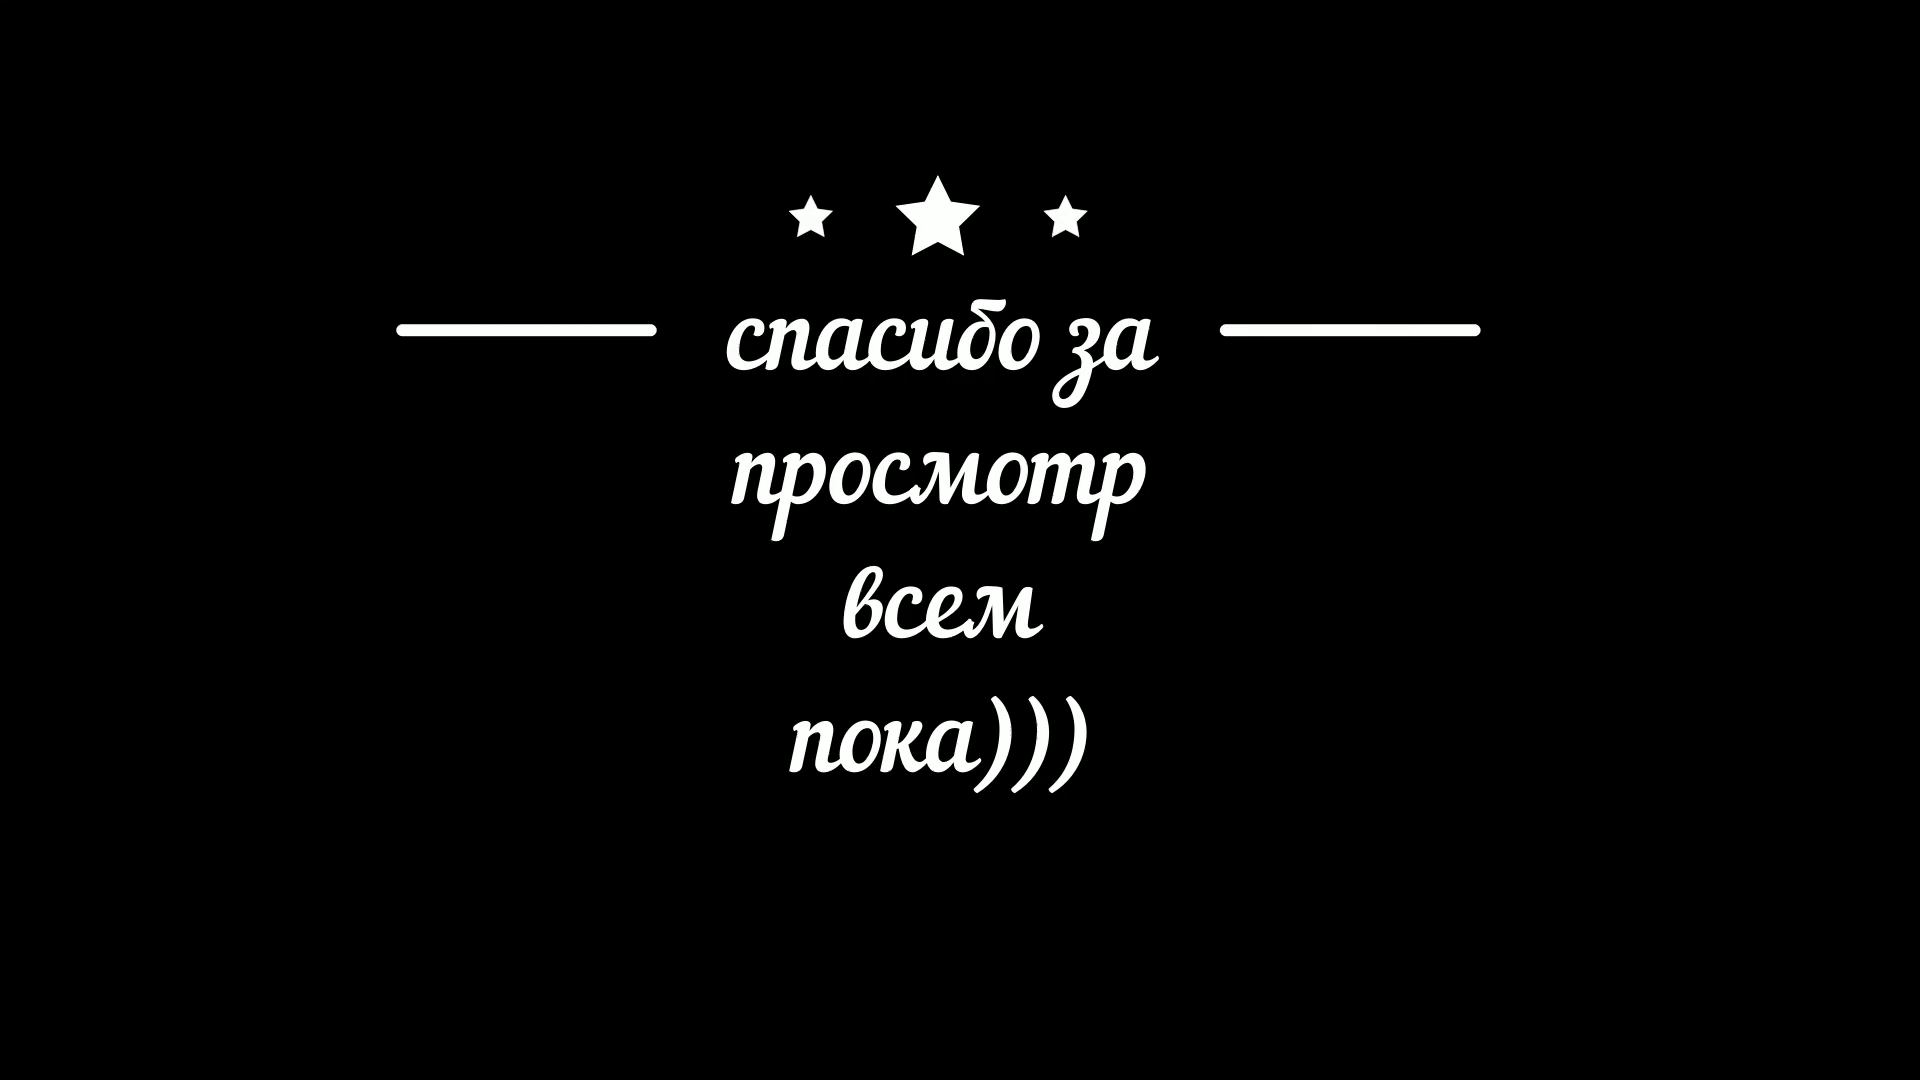 спасибо за
просмотр
всем
пока)))